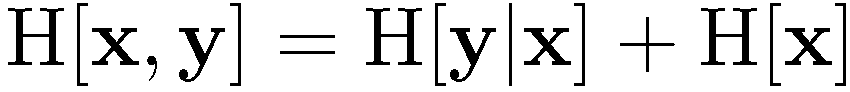 H[x, y] = H[y|x] + H[x]